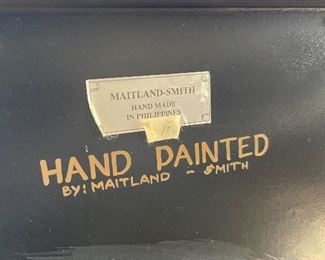 MAITLAND-SMITH
HAND MADE
IN PHILIPPINES
HAND PAINTED
BY: MAITLAND - SMITH